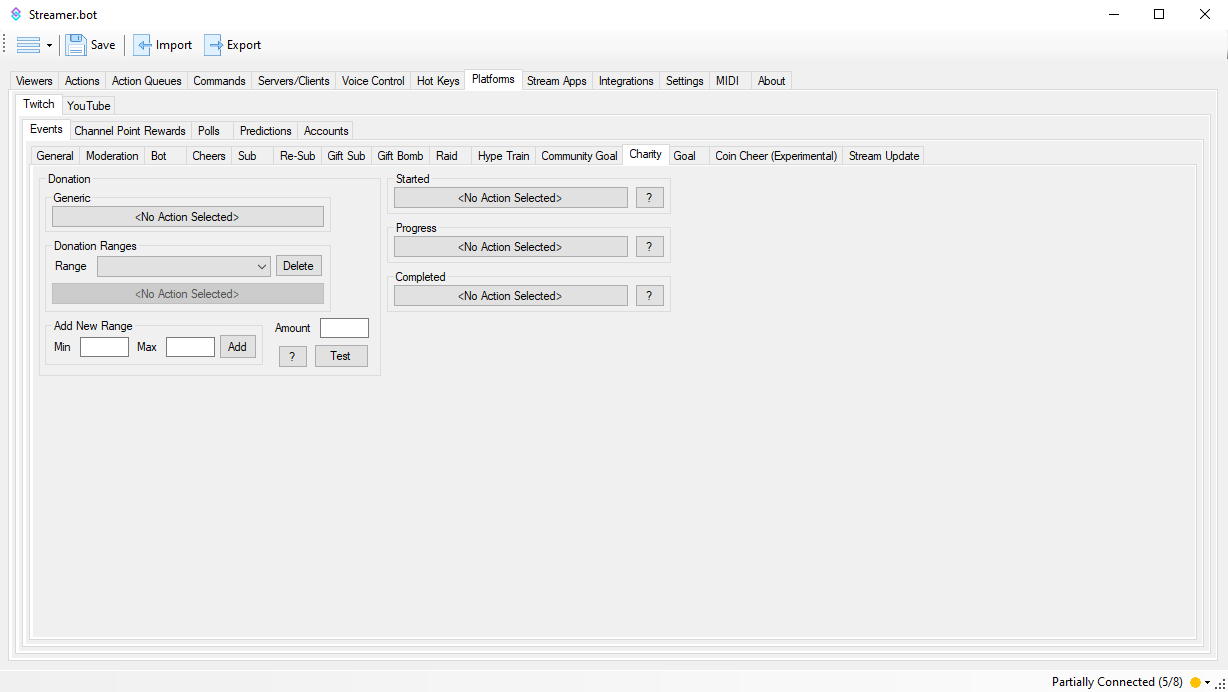 Streamer.bot
Save Import Export
Viewers Actions Action Queues Commands Servers/Clients Voice Control Hot Keys Platforms Stream Apps Integrations Settings MIDI About
Twitch YouTube
Events Channel Point Rewards Polls Predictions Accounts
General Moderation Bot Cheers Sub Re-Sub Gift Sub Gift Bomb Raid Hype Train Community Goal Charity Goal Coin Cheer (Experimental) Stream Update
Donation
Generic
<No Action Selected>
Donation Ranges
Range Delete
<No Action Selected>
Add New Range
Min Max Add
Amount
? Test
Started
<No Action Selected> ?
Progress
<No Action Selected> ?
Completed
<No Action Selected> ?
Partially Connected (5/8)